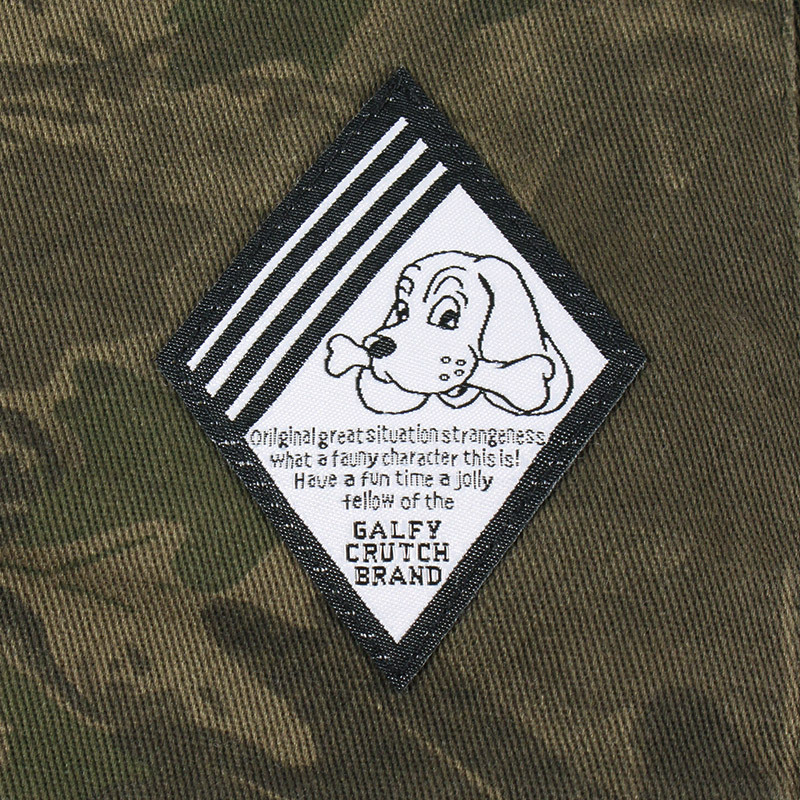 Orilginal great situation strangeness
what a fauny character this is!
Have a fun time a jolly
fellow of the
GALFY
CRUTCH
BRAND